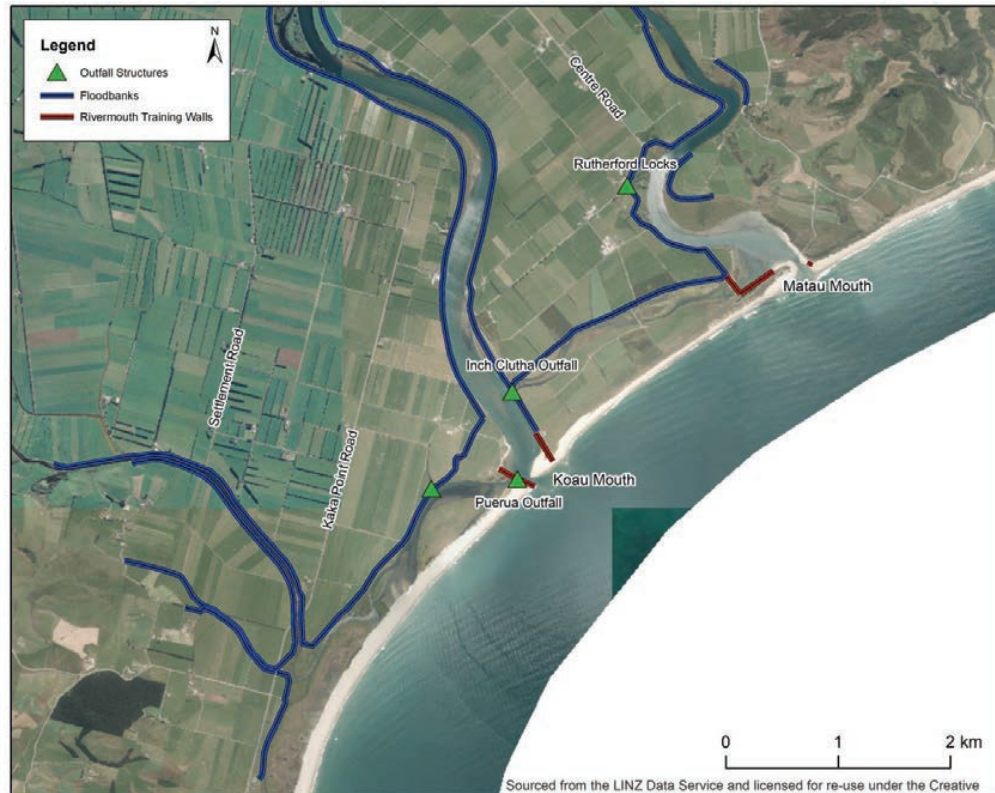 Legend
N
Outfall Structures
Floodbanks
Rivermouth Training Walls
Centre Road
Rutherford Locks
Matau Mouth
Inch Clutha Outfall
Settlement Road
Kaka Point Road
Koau Mouth
Puerua Outfall
0 1 2 km
Sourced from the LINZ Data Service and licensed for re-use under the Creative